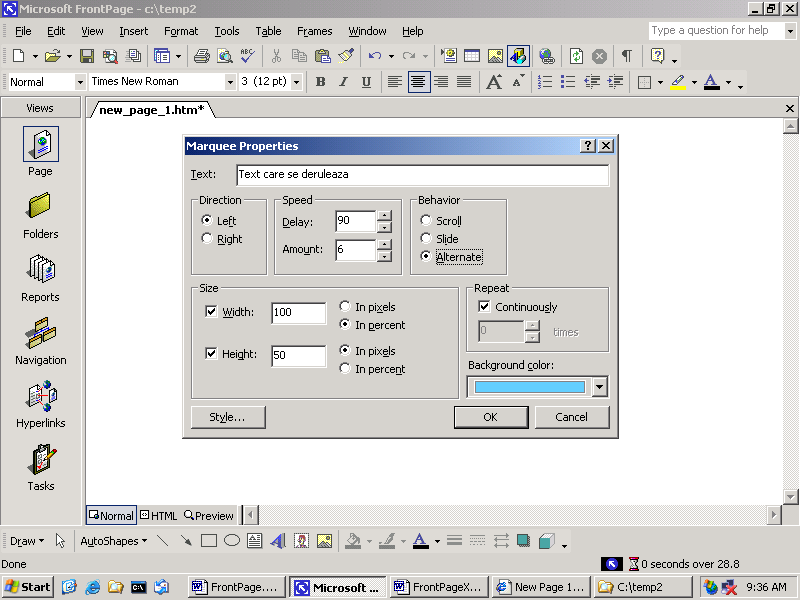 Microsoft FrontPage - c:\temp2
File Edit View Insert Format Tools Table Frames Window Help
Type a question for help
Normal Times New Roman 3 (12 pt) B I U A A A
Views
new_page_1.htm*
Page
Folders
Reports
Navigation
Hyperlinks
Tasks
Marquee Properties
Text: Text care se deruleaza
Direction
Left
Right
Speed
Delay: 90
Amount: 6
Behavior
Scroll
Slide
Alternate
Size
Width: 100 In pixels
In percent
Height: 50 In pixels
In percent
Repeat
Continuously
0 times
Background color:
Style... OK Cancel
Normal HTML Preview
Draw AutoShapes
Done
0 seconds over 28.8
Start FrontPage.... Microsoft ... FrontPageX... New Page 1... C:\temp2 9:36 AM